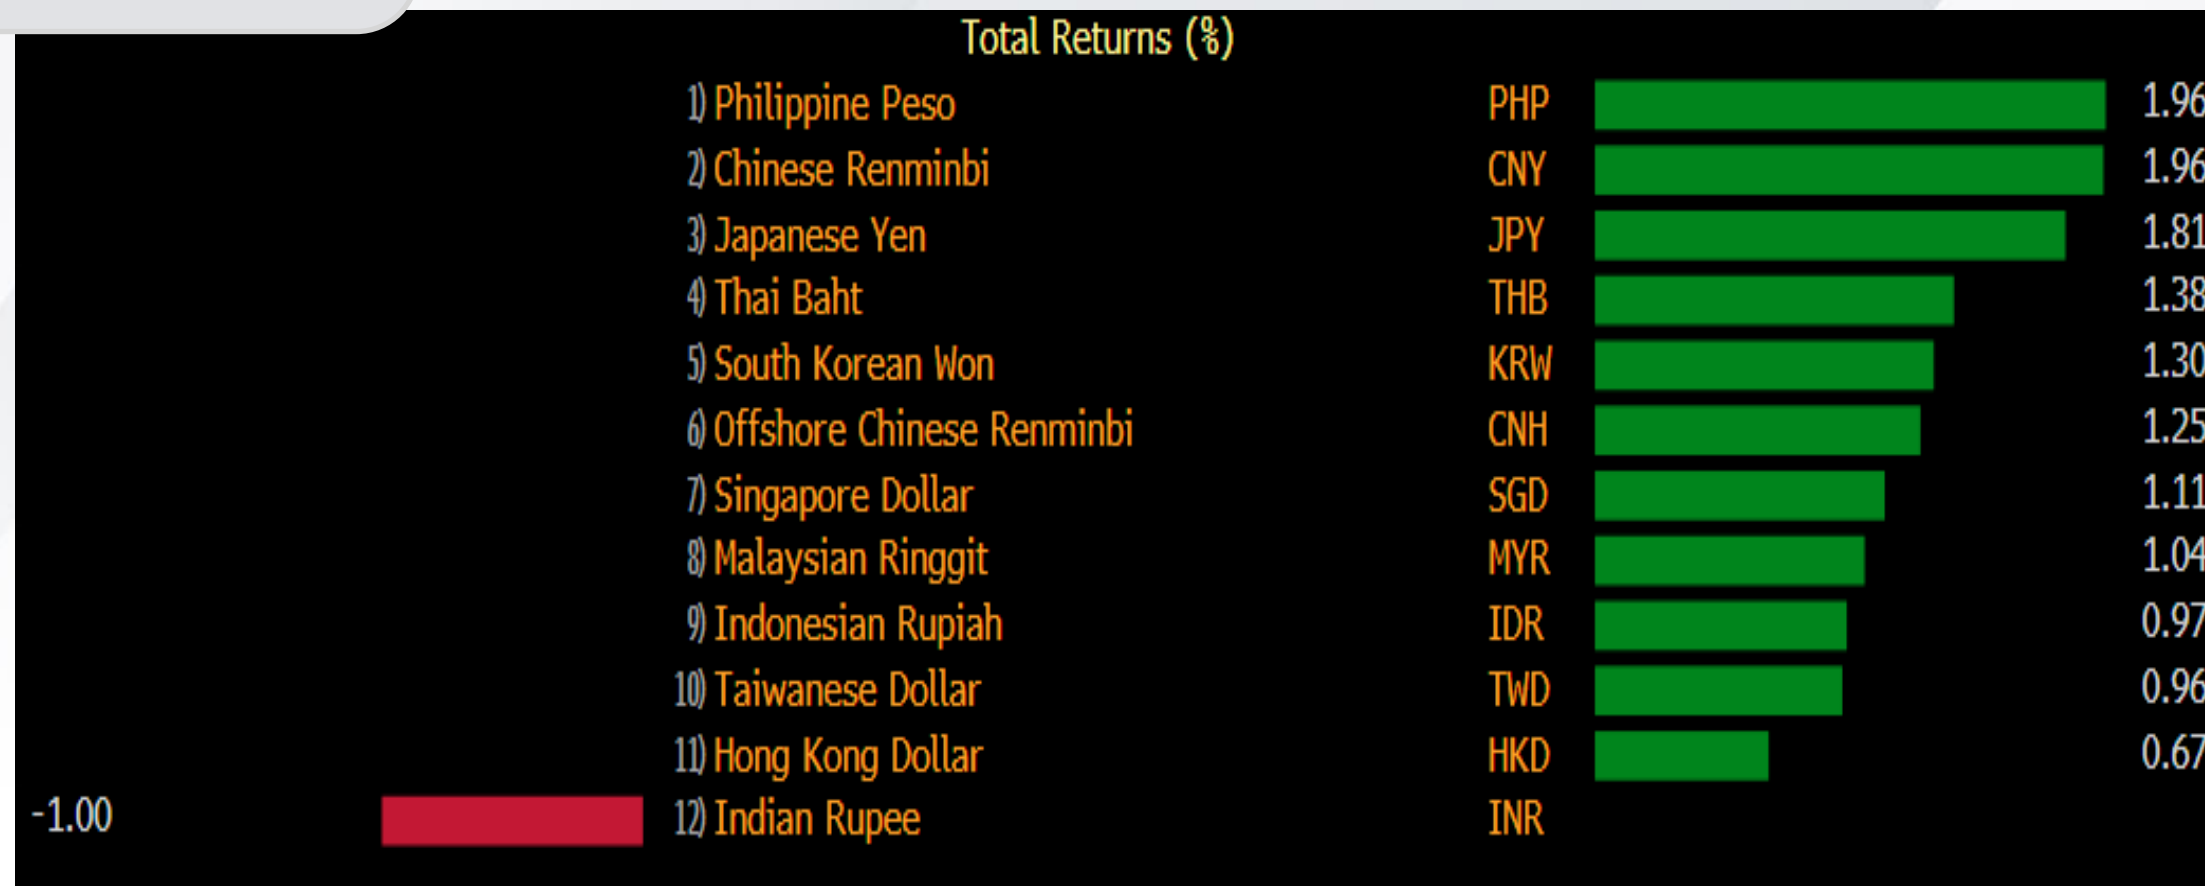 Total Returns (%)
1) Philippine Peso PHP 1.96
2) Chinese Renminbi CNY 1.96
3) Japanese Yen JPY 1.81
4) Thai Baht THB 1.38
5) South Korean Won KRW 1.30
6) Offshore Chinese Renminbi CNH 1.25
7) Singapore Dollar SGD 1.11
8) Malaysian Ringgit MYR 1.04
9) Indonesian Rupiah IDR 0.97
10) Taiwanese Dollar TWD 0.96
11) Hong Kong Dollar HKD 0.67
-1.00 12) Indian Rupee INR